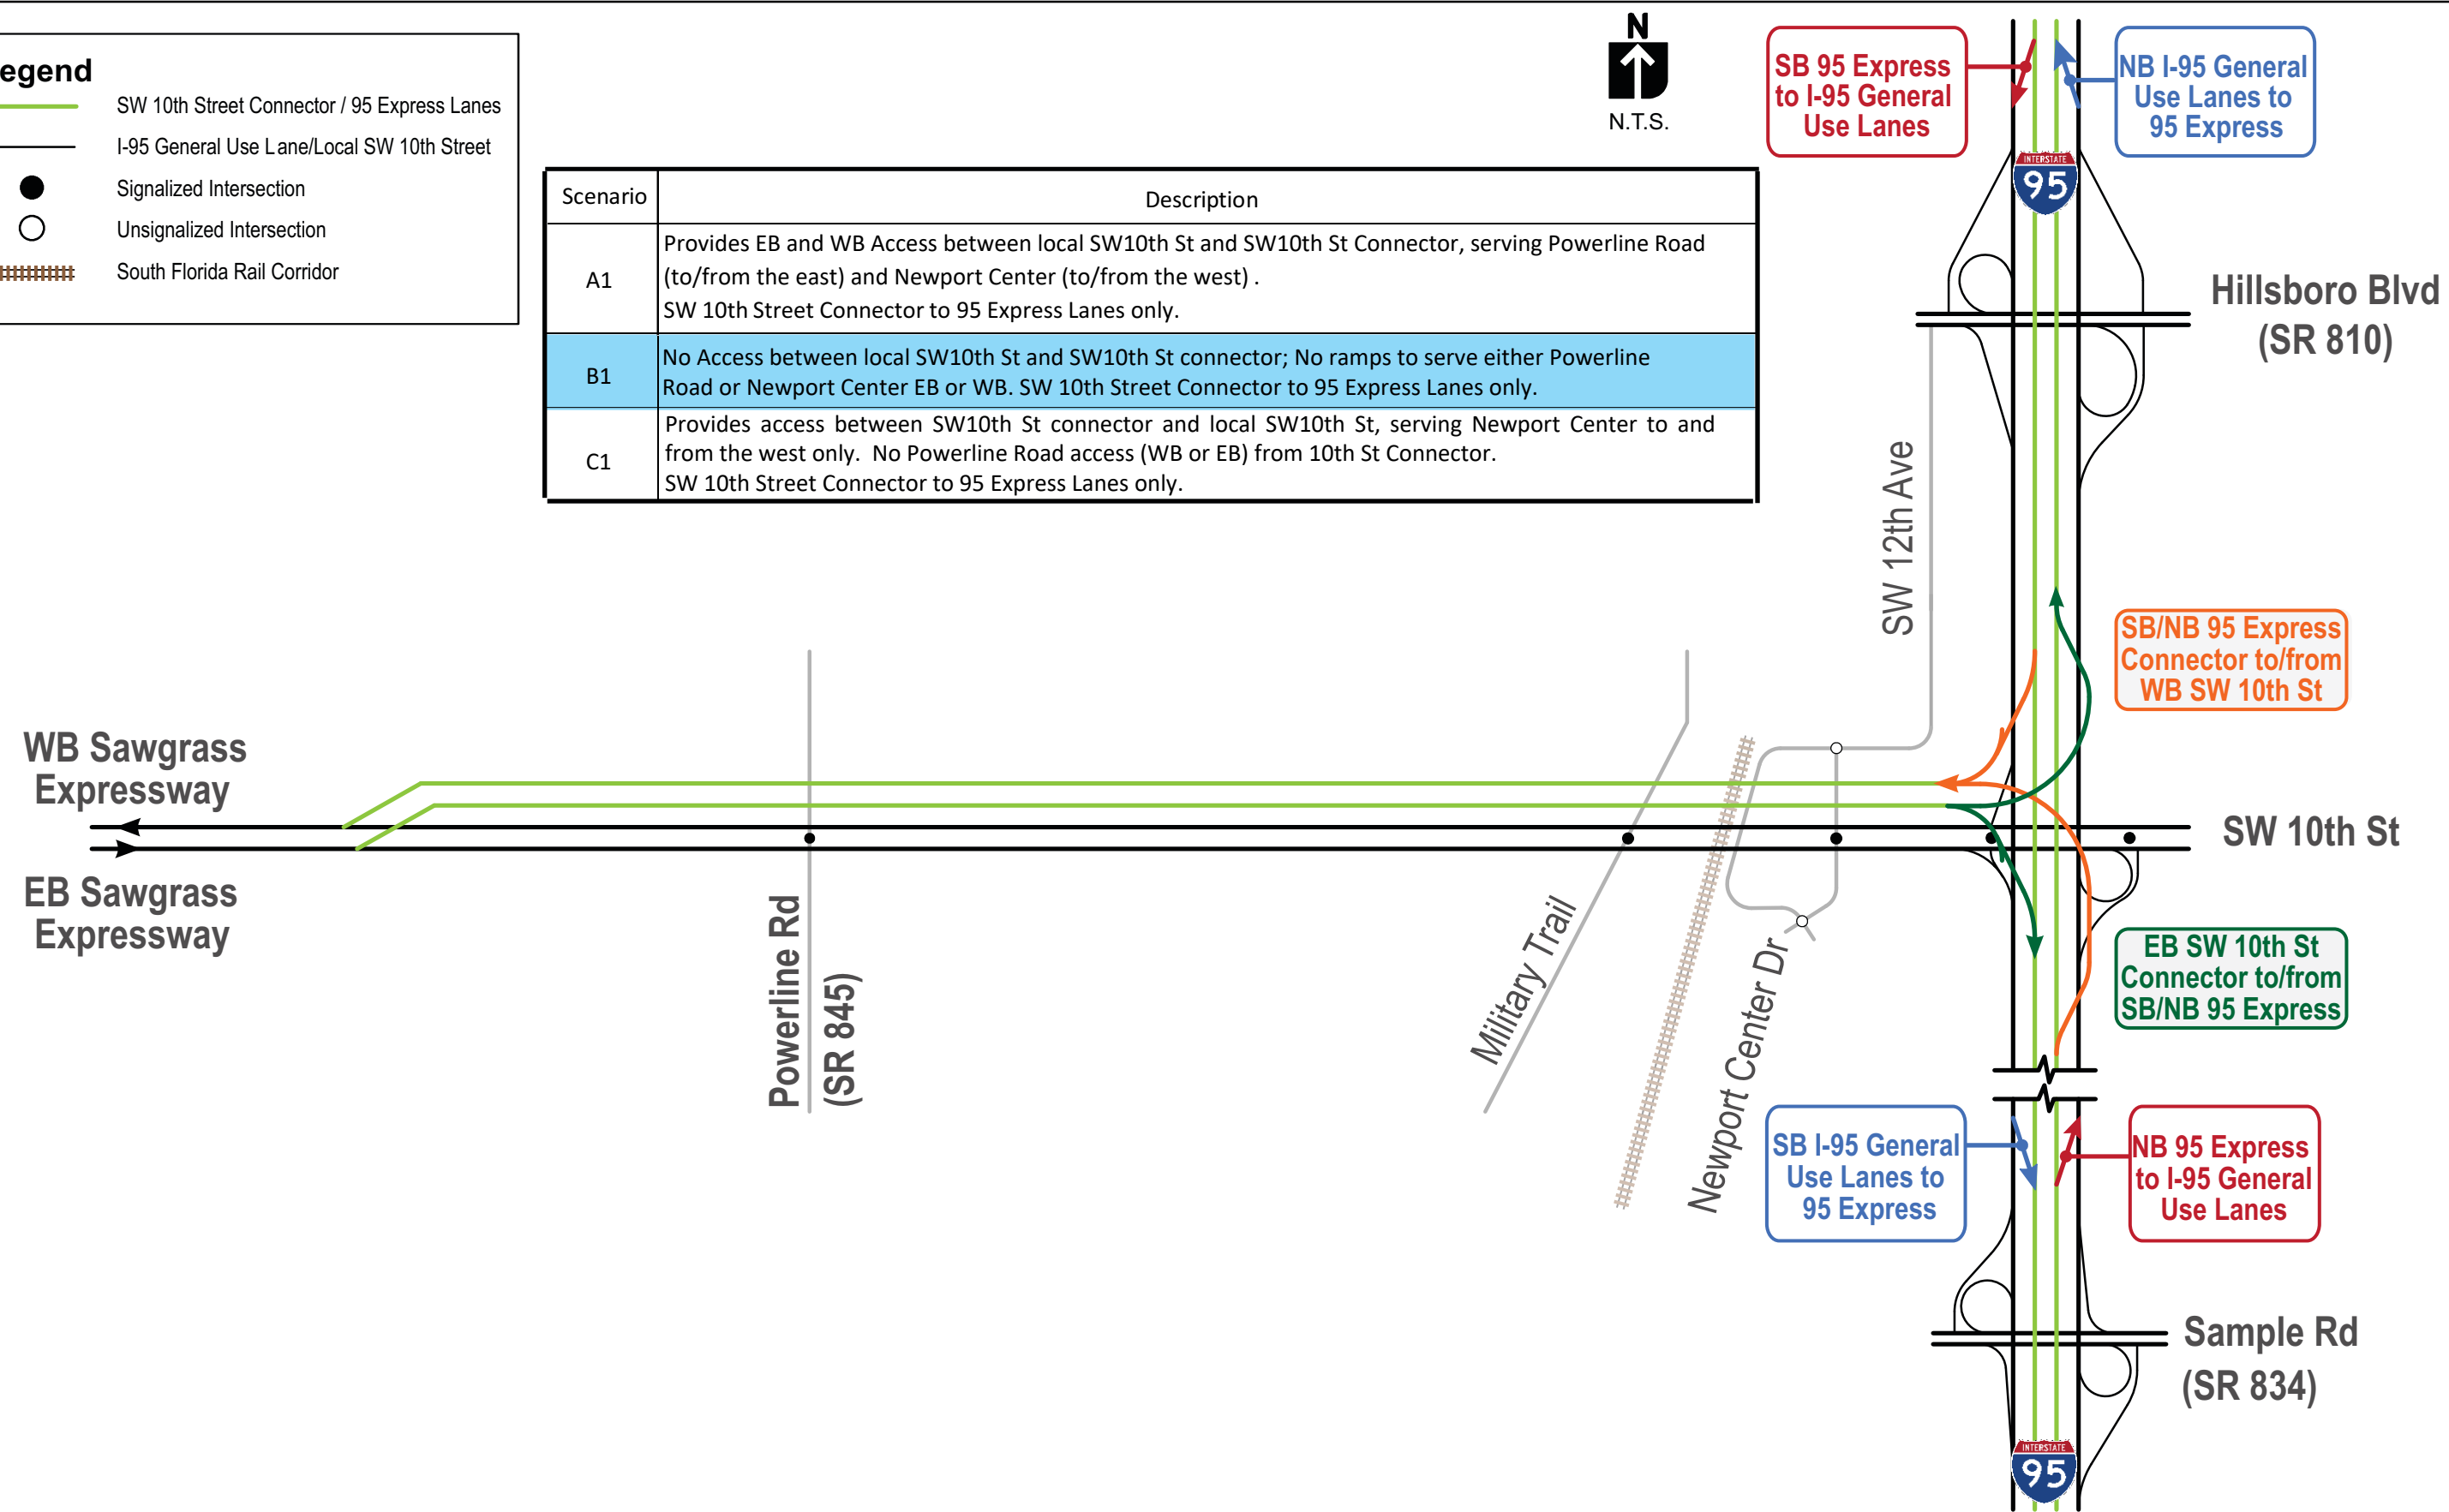 egend
SW 10th Street Connector / 95 Express Lanes
I-95 General Use Lane/Local SW 10th Street
Signalized Intersection
Unsignalized Intersection
South Florida Rail Corridor
N
N.T.S.
Scenario
Description
A1
Provides EB and WB Access between local SW10th St and SW10th St Connector, serving Powerline Road
(to/from the east) and Newport Center (to/from the west) .
SW 10th Street Connector to 95 Express Lanes only.
B1
No Access between local SW10th St and SW10th St connector; No ramps to serve either Powerline
Road or Newport Center EB or WB. SW 10th Street Connector to 95 Express Lanes only.
C1
Provides access between SW10th St connector and local SW10th St, serving Newport Center to and
from the west only. No Powerline Road access (WB or EB) from 10th St Connector.
SW 10th Street Connector to 95 Express Lanes only.
SB 95 Express
to I-95 General
Use Lanes
NB I-95 General
Use Lanes to
95 Express
INTERSTATE
95
Hillsboro Blvd
(SR 810)
SW 12th Ave
SB/NB 95 Express
Connector to/from
WB SW 10th St
WB Sawgrass
Expressway
SW 10th St
EB Sawgrass
Expressway
Powerline Rd
(SR 845)
Military Trail
Newport Center Dr
EB SW 10th St
Connector to/from
SB/NB 95 Express
SB I-95 General
Use Lanes to
95 Express
NB 95 Express
to I-95 General
Use Lanes
Sample Rd
(SR 834)
INTERSTATE
95